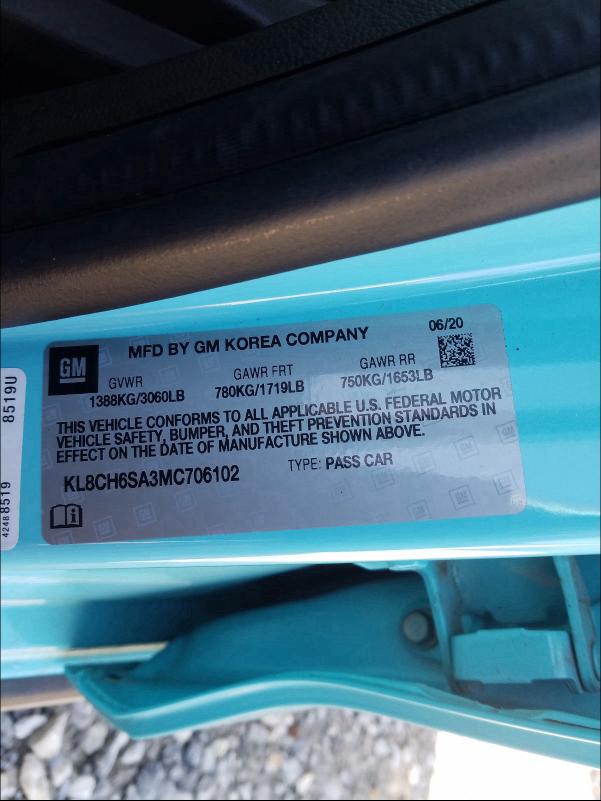 GM
MFD BY GM KOREA COMPANY
06/20
GVWR GAWR FRT GAWR RR
1388KG/3060LB 780KG/1719LB 750KG/1653LB
THIS VEHICLE CONFORMS TO ALL APPLICABLE U.S. FEDERAL MOTOR
VEHICLE SAFETY, BUMPER, AND THEFT PREVENTION STANDARDS IN
EFFECT ON THE DATE OF MANUFACTURE SHOWN ABOVE.
KL8CH6SA3MC706102 TYPE: PASS CAR
8519U
42488519